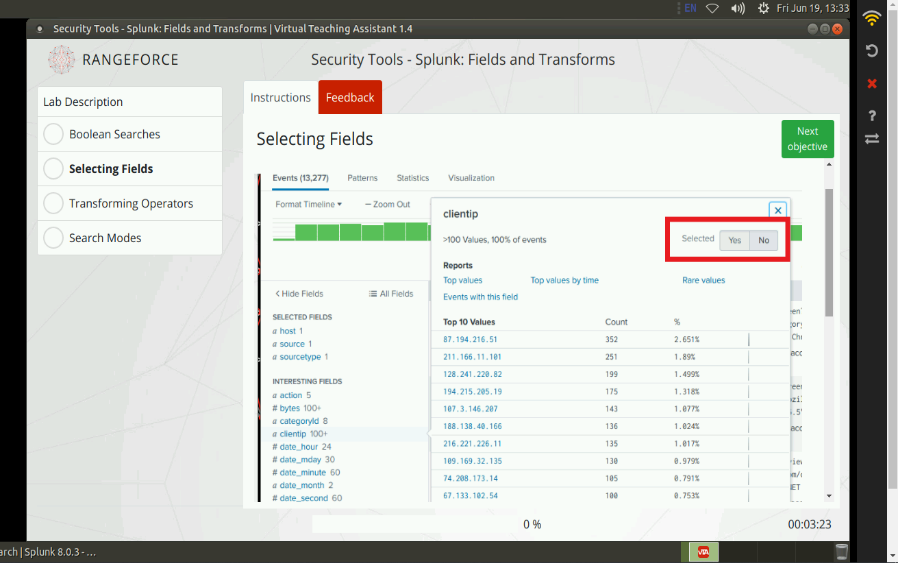 EN Fri Jun 19, 13:33
Security Tools - Splunk: Fields and Transforms | Virtual Teaching Assistant 1.4
RANGEFORCE
Security Tools - Splunk: Fields and Transforms
Lab Description
Boolean Searches
Selecting Fields
Transforming Operators
Search Modes
Instructions
Feedback
Selecting Fields
Next
objective
Events (13,277) Patterns Statistics Visualization
Format Timeline — Zoom Out
clientip
>100 Values, 100% of events
Selected Yes No
Reports
Top values Top values by time Rare values
Events with this field
< Hide Fields All Fields
SELECTED FIELDS
a host 1
a source 1
a sourcetype 1
INTERESTING FIELDS
a action 5
# bytes 100+
a categoryId 8
a clientip 100+
# date_hour 24
# date_mday 30
# date_minute 60
a date_month 2
# date_second 60
Top 10 Values Count %
87.194.216.51 352 2.651%
211.166.11.101 251 1.89%
128.241.220.82 199 1.499%
194.215.205.19 175 1.318%
107.3.146.207 143 1.077%
188.138.40.166 136 1.024%
216.221.226.11 135 1.017%
109.169.32.135 130 0.979%
74.208.173.14 105 0.791%
67.133.102.54 100 0.753%
0 %
00:03:23
arch | Splunk 8.0.3 - ...
VTA